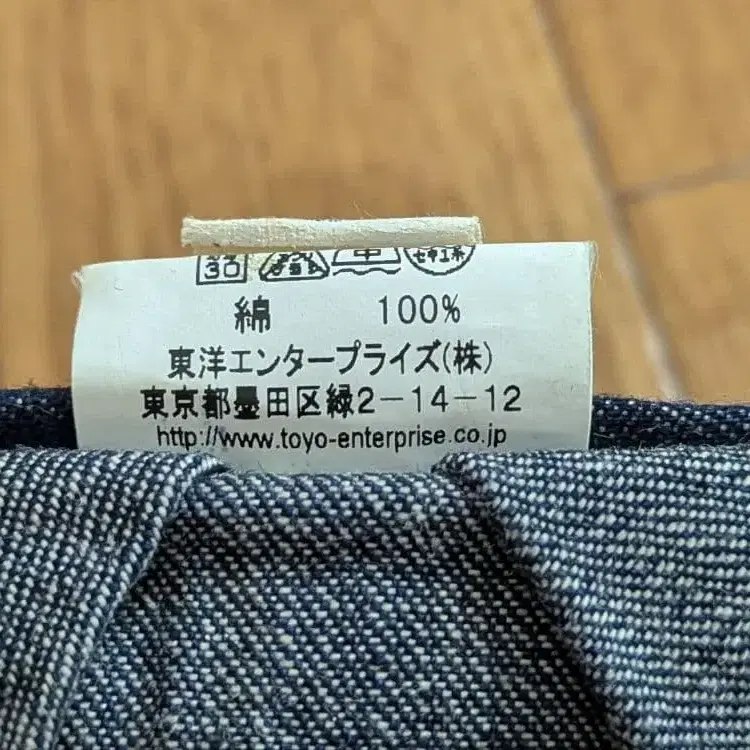 30
綿 100%
東洋エンタープライズ(株)
東京都墨田区緑2-14-12
http://www.toyo-enterprise.co.jp